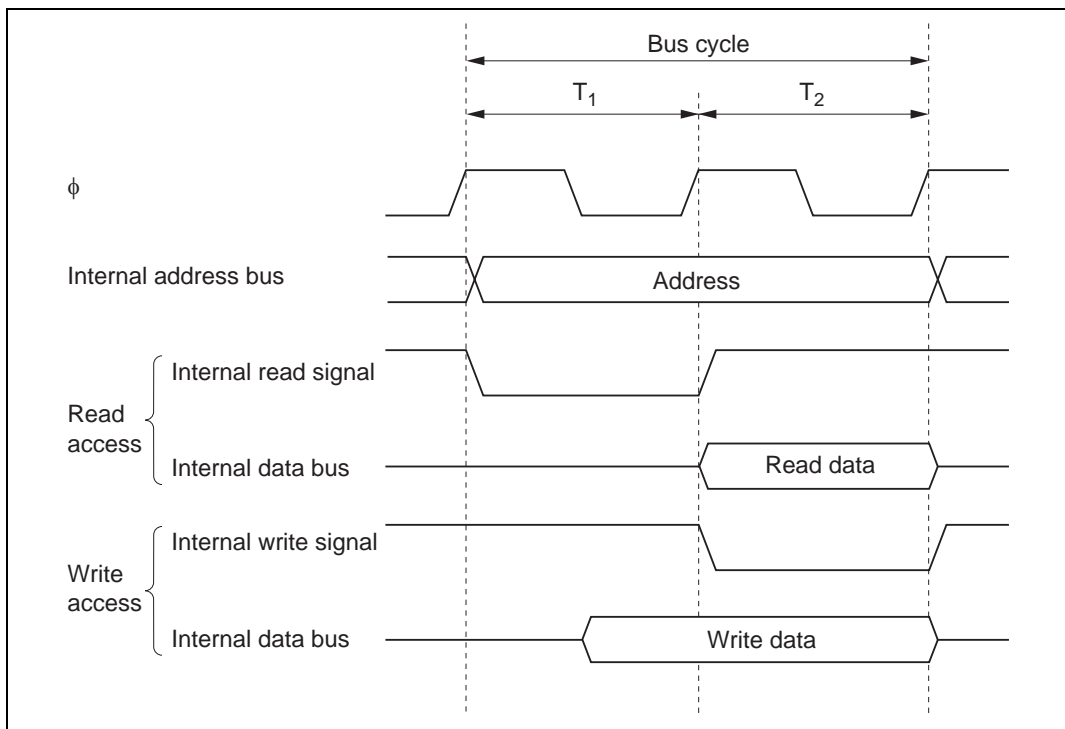 Bus cycle
T₁ T₂
φ
Internal address bus
Address
Internal read signal
Read
access
Internal data bus
Read data
Internal write signal
Write
access
Internal data bus
Write data